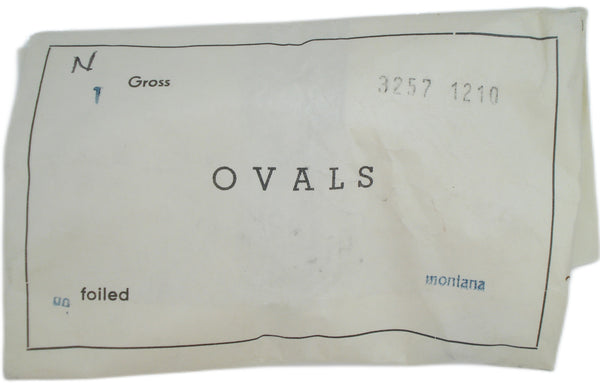 N
1 Gross 3257 1210
OVALS
un foiled montana